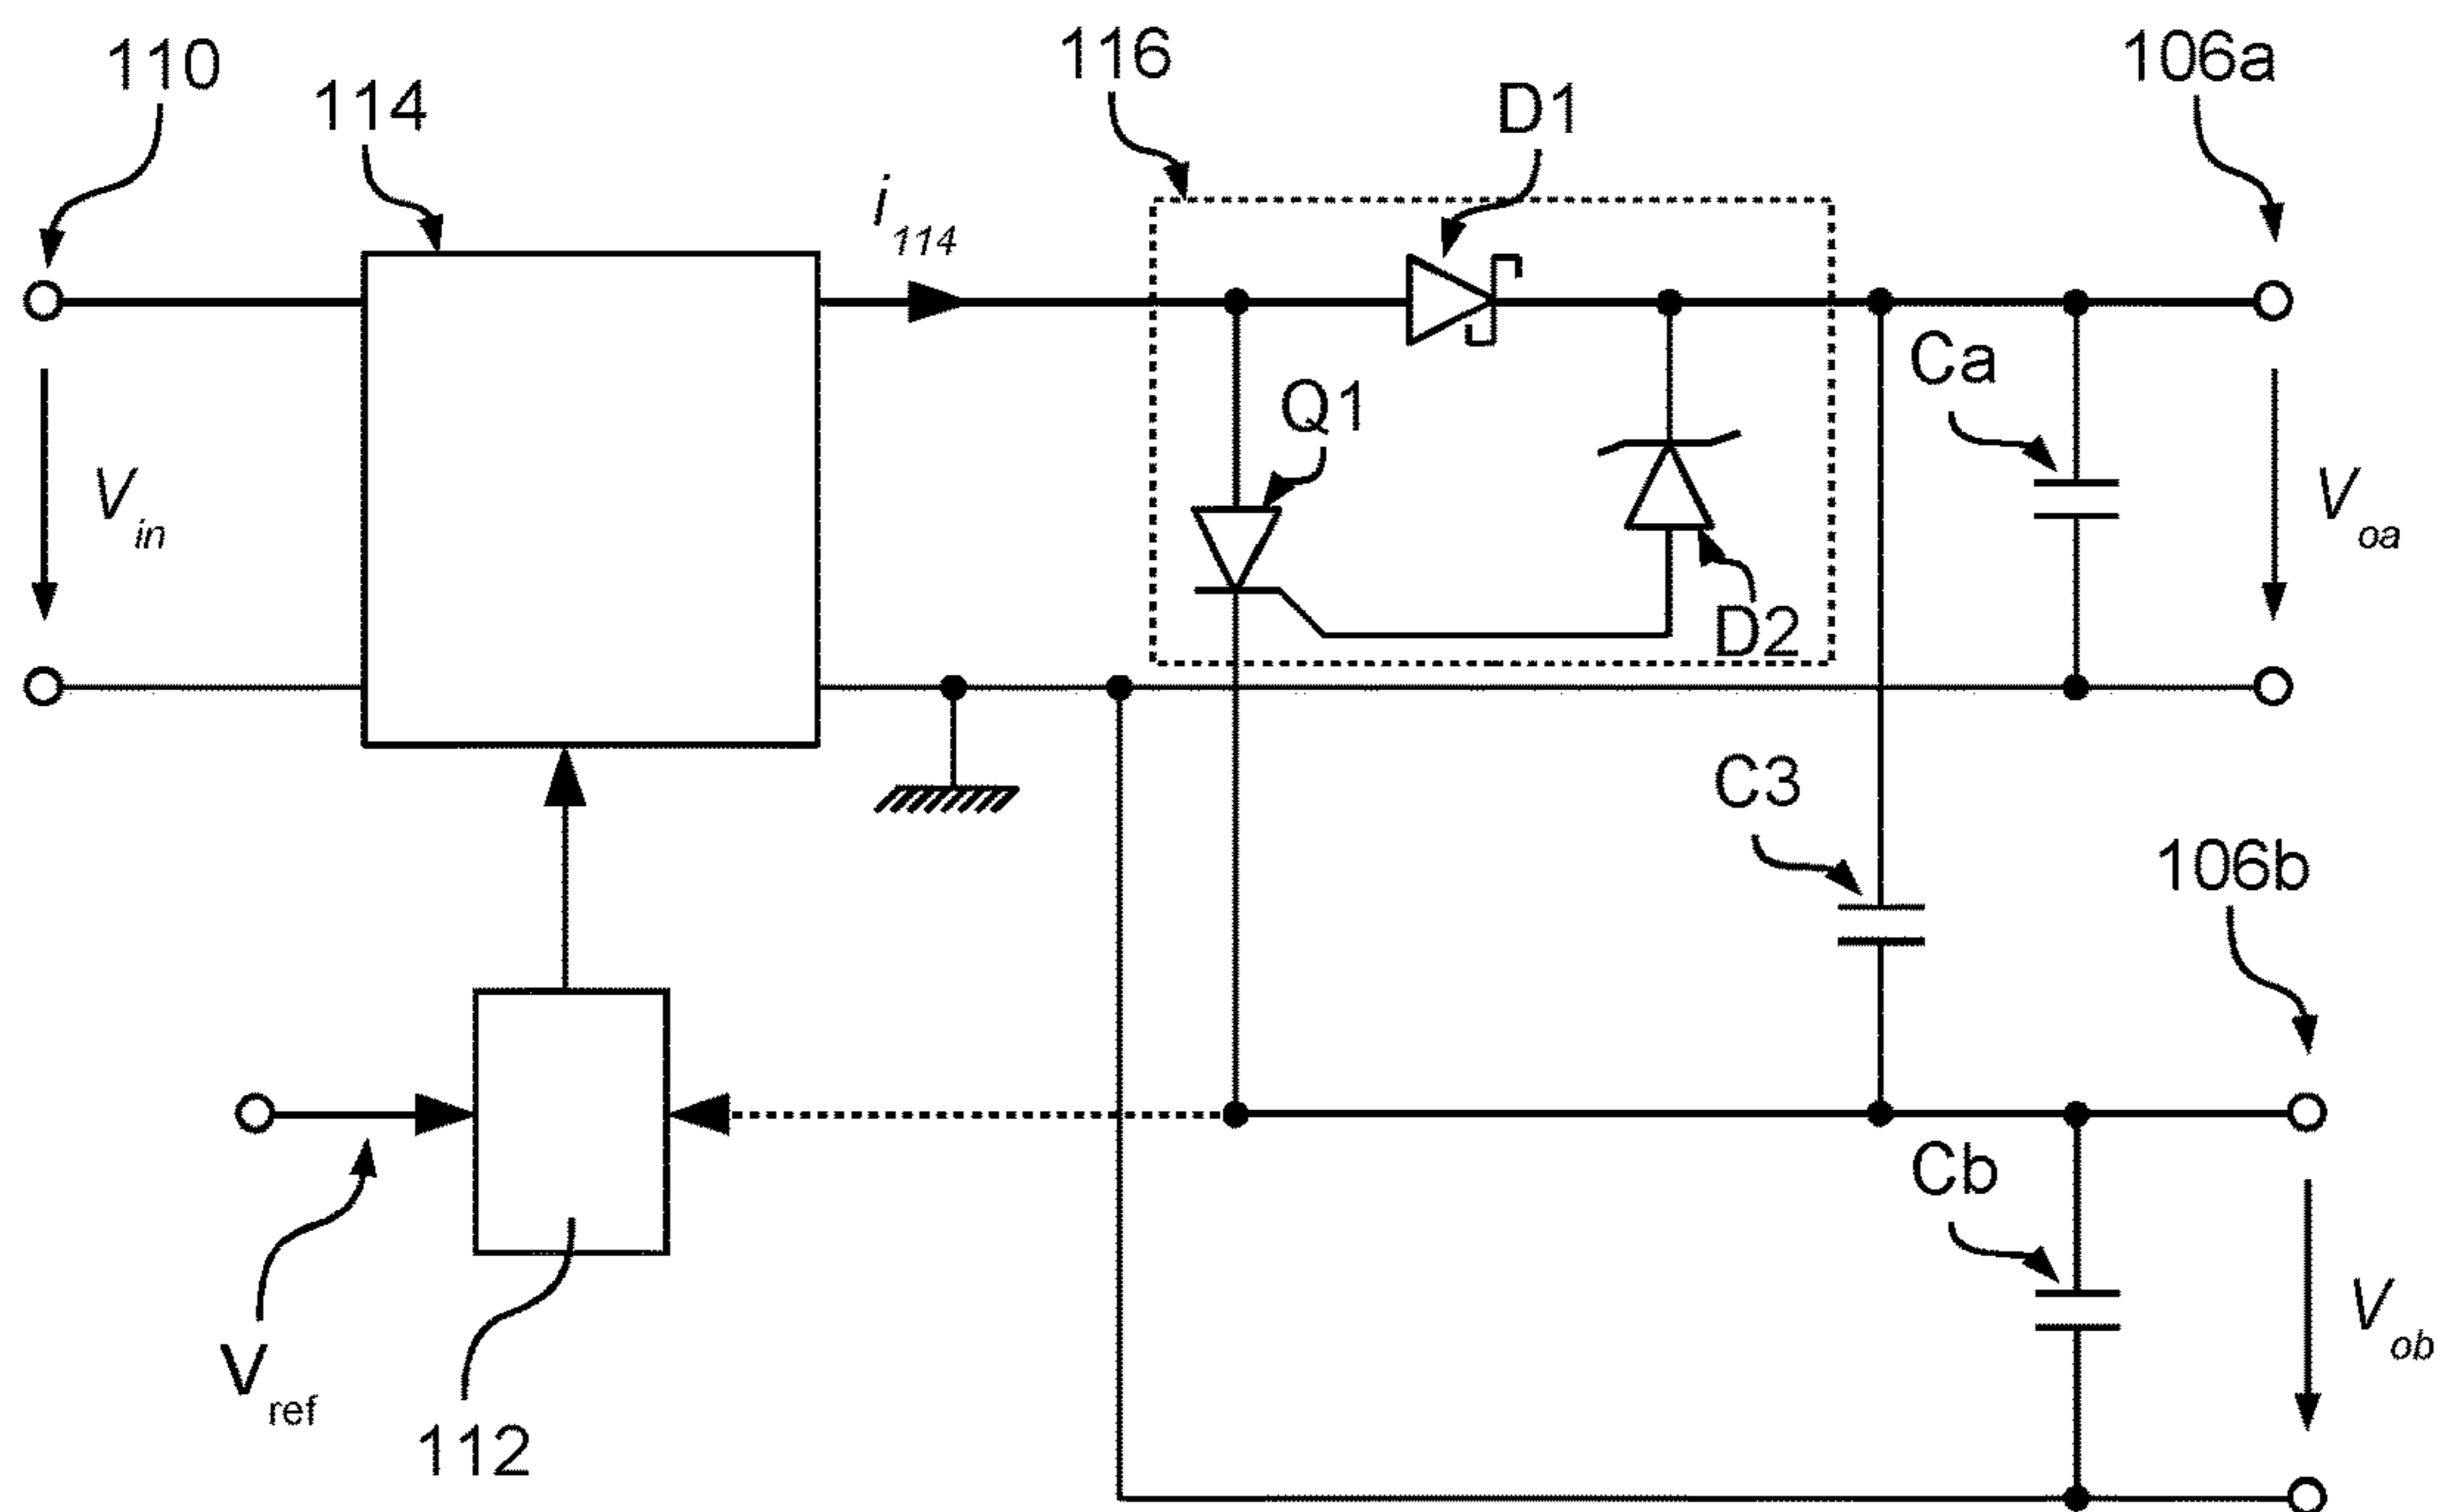 110
114
116
D1
106a
i114
Ca
Q1
Vin
Voa
D2
C3
106b
Cb
Vob
Vref
112